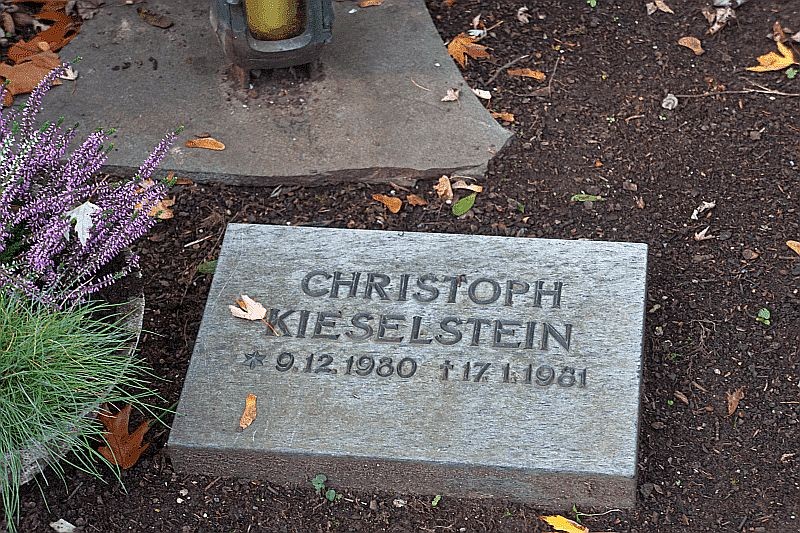 CHRISTOPH
KIESELSTEIN
* 9.12.1980 † 17.1.1981